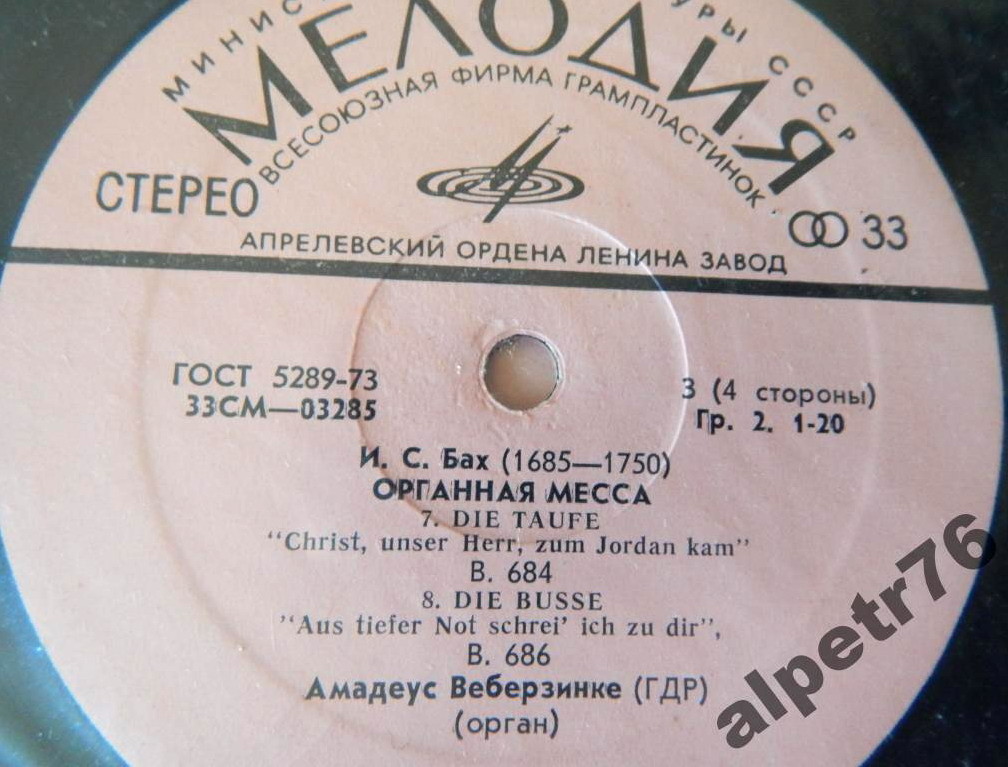 МЕЛОДИЯ
СССР
ВСЕСОЮЗНАЯ ФИРМА ГРАМПЛАСТИНОК
СТЕРЕО
33
АПРЕЛЕВСКИЙ ОРДЕНА ЛЕНИНА ЗАВОД
ГОСТ 5289-73
33СМ—03285
3 (4 стороны)
Гр. 2. 1-20
И. С. Бах (1685—1750)
ОРГАННАЯ МЕССА
7. DIE TAUFE
"Christ, unser Herr, zum Jordan kam"
В. 684
8. DIE BUSSE
"Aus tiefer Not schrei' ich zu dir",
В. 686
Амадеус Веберзинке (ГДР)
(орган)
alpetr76